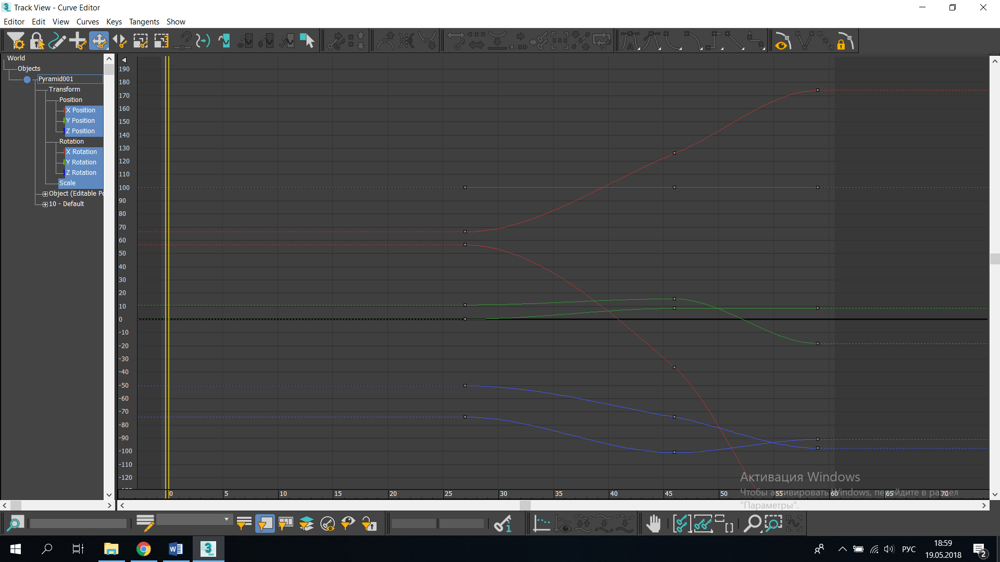 Track View - Curve Editor
Editor Edit View Curves Keys Tangents Show
World
Objects
Pyramid001
Transform
Position
X Position
Y Position
Z Position
Rotation
X Rotation
Y Rotation
Z Rotation
Scale
Object (Editable Po
10 - Default
190
180
170
160
150
140
130
120
110
100
90
80
70
60
50
40
30
20
10
0
-10
-20
-30
-40
-50
-60
-70
-80
-90
-100
-110
-120
0 5 10 15 20 25 30 35 40 45 50 55 60 65 70
Активация Windows
Чтобы активировать Windows, перейдите в раздел
"Параметры".
РУС
18:59
19.05.2018
2